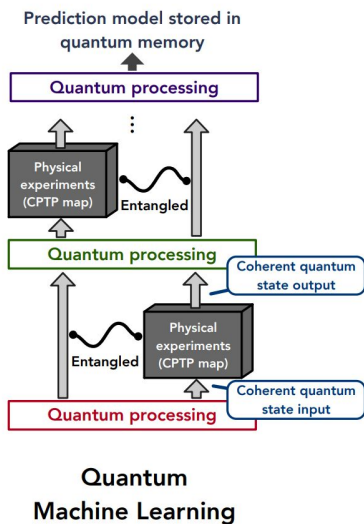 Prediction model stored in
quantum memory
Quantum processing
...
Physical
experiments
(CPTP map)
Entangled
Quantum processing
Coherent quantum
state output
Physical
experiments
(CPTP map)
Entangled
Coherent quantum
state input
Quantum processing
Quantum
Machine Learning